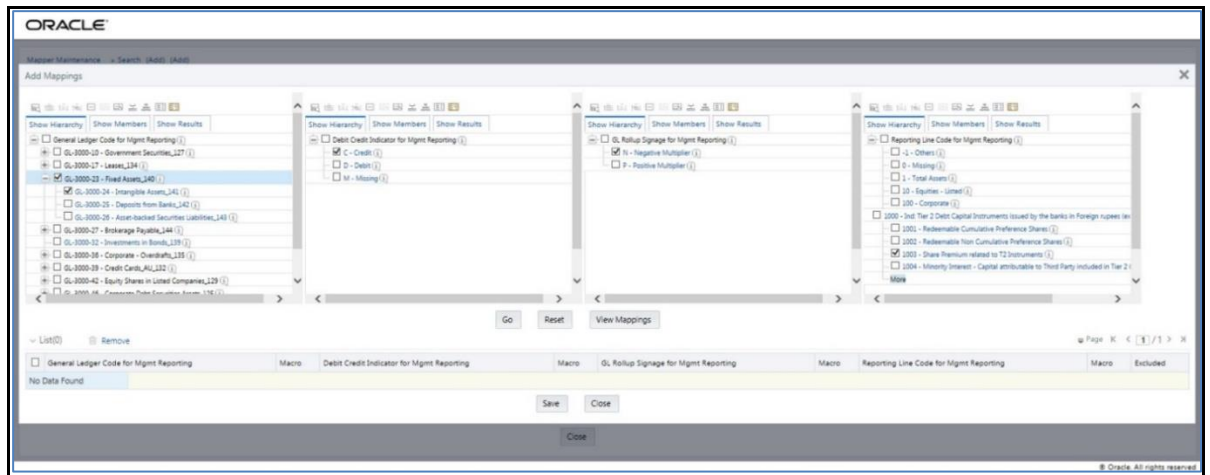 ORACLE
Mapper Maintenance » Search (Add) (Add)
Add Mappings
Show Hierarchy Show Members Show Results
General Ledger Code for Mgmt Reporting
GL-3000-10 - Government Securities_127
GL-3000-17 - Leases_134
GL-3000-23 - Fixed Assets_140
GL-3000-24 - Intangible Assets_141
GL-3000-25 - Deposits from Banks_142
GL-3000-26 - Asset-backed Securities Liabilities_143
GL-3000-27 - Brokerage Payable_144
GL-3000-32 - Investments in Bonds_139
GL-3000-36 - Corporate - Overdrafts_135
GL-3000-39 - Credit Cards_AU_132
GL-3000-42 - Equity Shares in Listed Companies_129
Show Hierarchy Show Members Show Results
Debit Credit Indicator for Mgmt Reporting
C - Credit
D - Debit
M - Missing
Show Hierarchy Show Members Show Results
GL Rollup Signage for Mgmt Reporting
N - Negative Multiplier
P - Positive Multiplier
Show Hierarchy Show Members Show Results
Reporting Line Code for Mgmt Reporting
-1 - Others
0 - Missing
1 - Total Assets
10 - Equities - Listed
100 - Corporate
1000 - Ind: Tier 2 Debt Capital Instruments issued by the banks in Foreign rupees
1001 - Redeemable Cumulative Preference Shares
1002 - Redeemable Non Cumulative Preference Shares
1003 - Share Premium related to T2 Instruments
1004 - Minority Interest - Capital attributable to Third Party included in Tier 2
More
Go Reset View Mappings
List(0) Remove Page 1 / 1
General Ledger Code for Mgmt Reporting Macro Debit Credit Indicator for Mgmt Reporting Macro GL Rollup Signage for Mgmt Reporting Macro Reporting Line Code for Mgmt Reporting Macro Excluded
No Data Found
Save Close
Close
© Oracle. All rights reserved